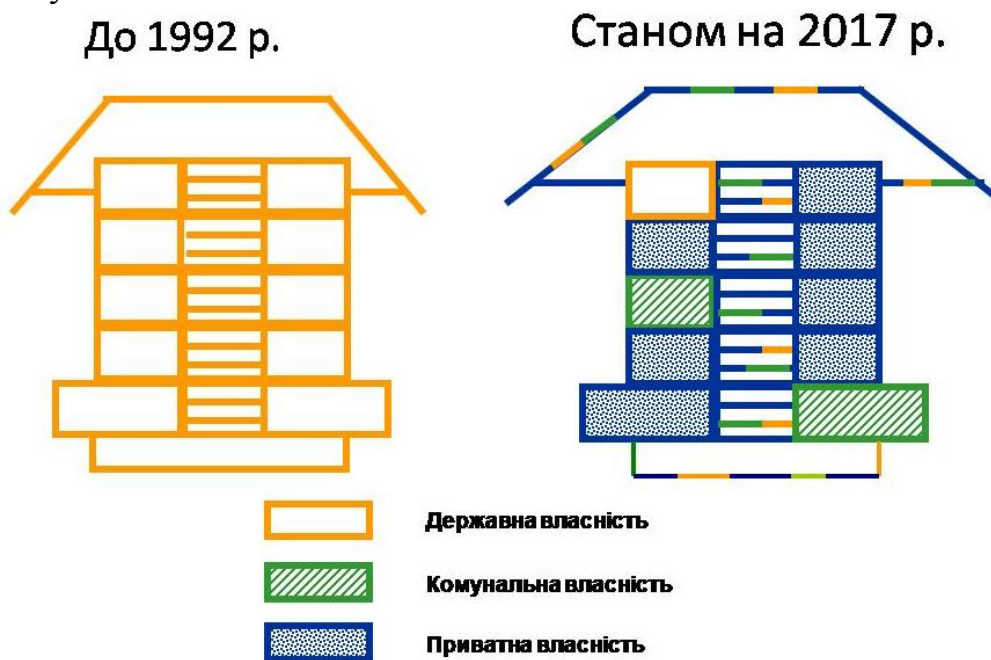 До 1992 р.
Станом на 2017 р.
Державна власність
Комунальна власність
Приватна власність